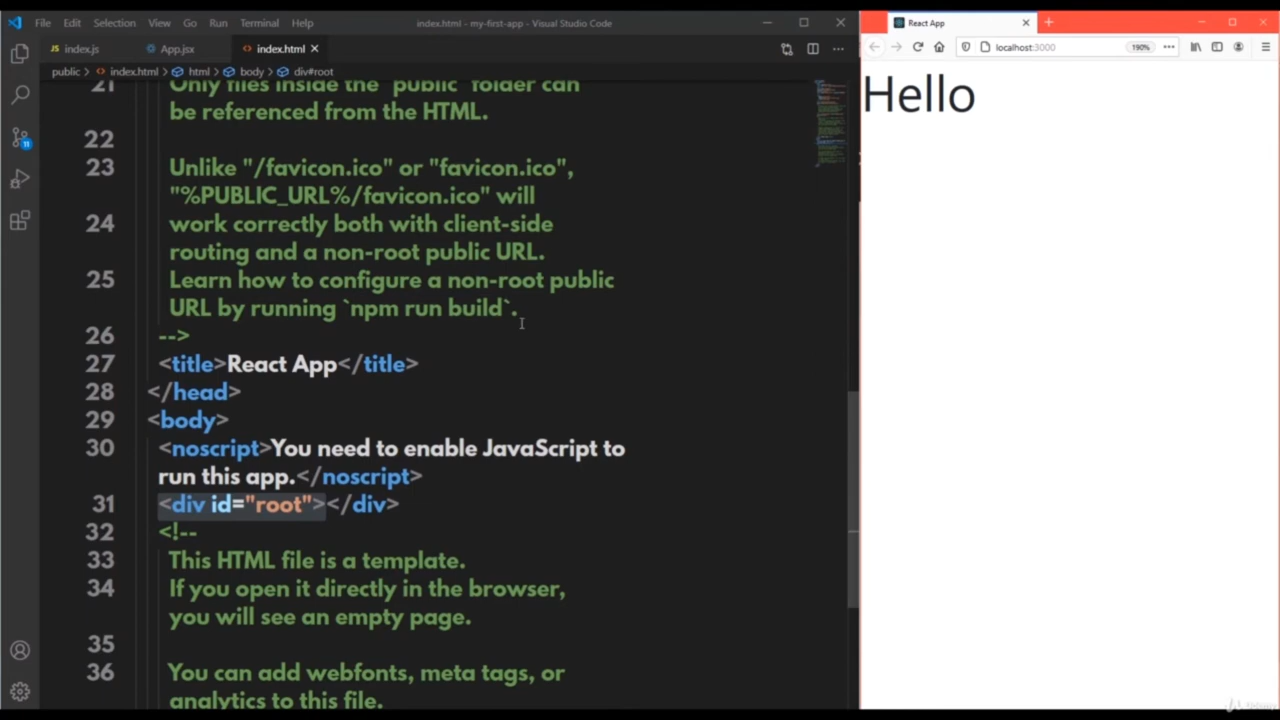 File Edit Selection View Go Run Terminal Help
index.html - my-first-app - Visual Studio Code
index.js App.jsx index.html
public > index.html > html > body > div#root
21 Only files inside the `public` folder can
be referenced from the HTML.
22
23 Unlike "/favicon.ico" or "favicon.ico",
"%PUBLIC_URL%/favicon.ico" will
24 work correctly both with client-side
routing and a non-root public URL.
25 Learn how to configure a non-root public
URL by running `npm run build`.
26 -->
27 <title>React App</title>
28 </head>
29 <body>
30 <noscript>You need to enable JavaScript to
run this app.</noscript>
31 <div id="root"></div>
32 <!--
33 This HTML file is a template.
34 If you open it directly in the browser,
you will see an empty page.
35
36 You can add webfonts, meta tags, or
analytics to this file.
11
React App
localhost:3000 190%
Hello